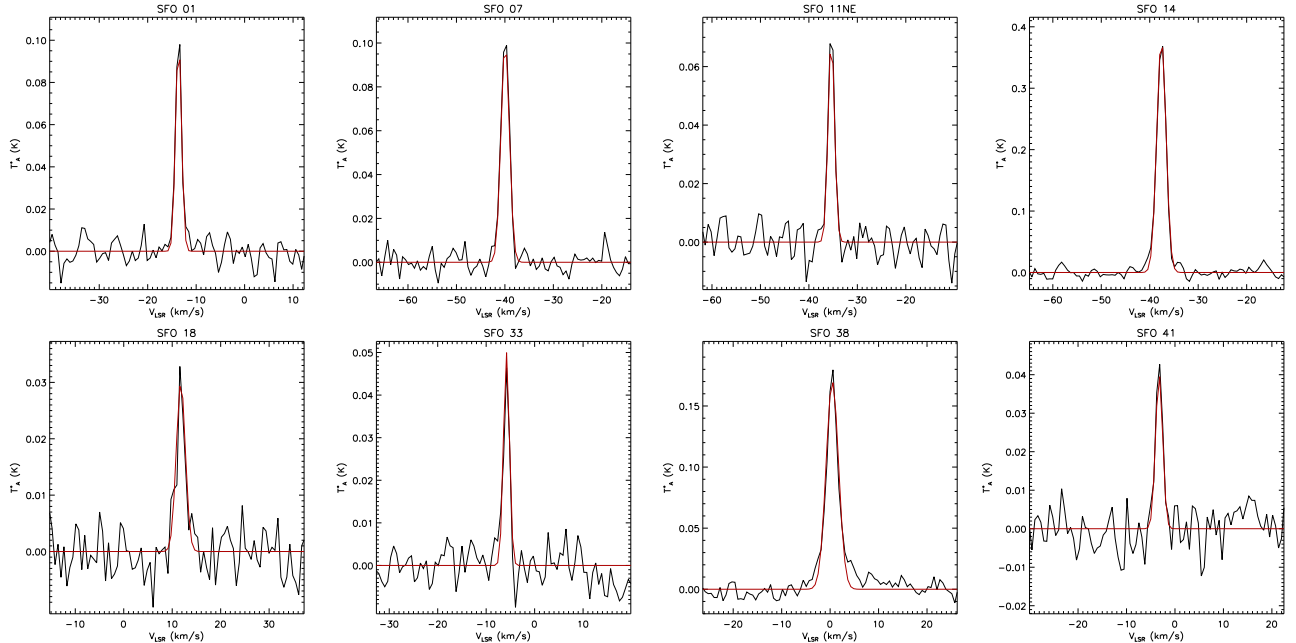 SFO 01
0.10
0.08
0.06
0.04
0.02
0.00
T*A (K)
−30 −20 −10 0 10
VLSR (km/s)
SFO 07
0.10
0.08
0.06
0.04
0.02
0.00
T*A (K)
−60 −50 −40 −30 −20
VLSR (km/s)
SFO 11NE
0.06
0.04
0.02
0.00
T*A (K)
−60 −50 −40 −30 −20 −10
VLSR (km/s)
SFO 14
0.4
0.3
0.2
0.1
0.0
T*A (K)
−60 −50 −40 −30 −20
VLSR (km/s)
SFO 18
0.03
0.02
0.01
0.00
T*A (K)
−10 0 10 20 30
VLSR (km/s)
SFO 33
0.05
0.04
0.03
0.02
0.01
0.00
T*A (K)
−30 −20 −10 0 10
VLSR (km/s)
SFO 38
0.15
0.10
0.05
0.00
T*A (K)
−20 −10 0 10 20
VLSR (km/s)
SFO 41
0.04
0.03
0.02
0.01
0.00
−0.01
−0.02
T*A (K)
−20 −10 0 10 20
VLSR (km/s)